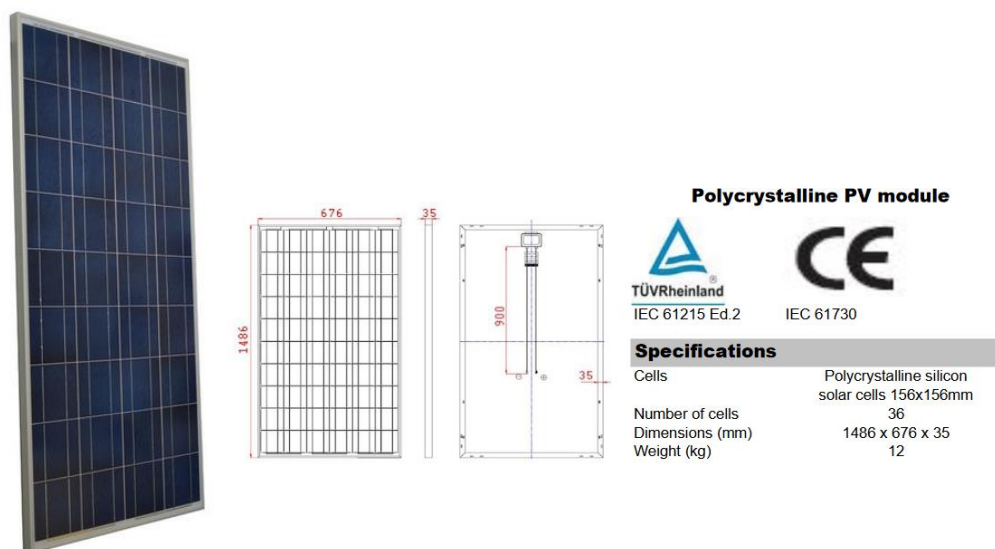 676
35
1486
900
35
Polycrystalline PV module
TÜVRheinland®
CE
IEC 61215 Ed.2 IEC 61730
Specifications
Cells Polycrystalline silicon
solar cells 156x156mm
Number of cells 36
Dimensions (mm) 1486 x 676 x 35
Weight (kg) 12